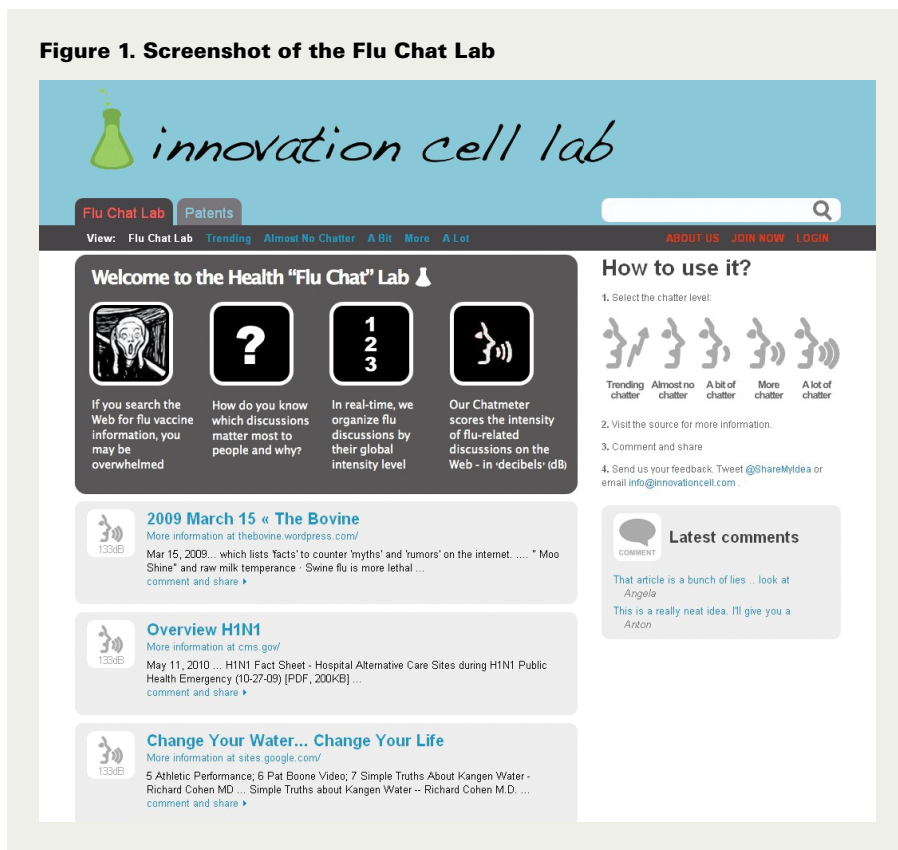 Figure 1. Screenshot of the Flu Chat Lab
innovation cell lab
Flu Chat Lab
Patents
View: Flu Chat Lab Trending Almost No Chatter A Bit More A Lot
ABOUT US JOIN NOW LOGIN
Welcome to the Health “Flu Chat” Lab
?
1
2
3
If you search the
Web for flu vaccine
information, you
may be
overwhelmed
How do you know
which discussions
matter most to
people and why?
In real-time, we
organize flu
discussions by
their global
intensity level
Our Chatmeter
scores the intensity
of flu-related
discussions on the
Web - in 'decibels' (dB)
133dB
2009 March 15 « The Bovine
More information at thebovine.wordpress.com/
Mar 15, 2009... which lists 'facts' to counter 'myths' and 'rumors' on the internet. .... " Moo
Shine" and raw milk temperance · Swine flu is more lethal ...
comment and share
133dB
Overview H1N1
More information at cms.gov/
May 11, 2010 ... H1N1 Fact Sheet - Hospital Alternative Care Sites during H1N1 Public
Health Emergency (10-27-09) [PDF, 200KB] ...
comment and share
133dB
Change Your Water... Change Your Life
More information at sites.google.com/
5 Athletic Performance; 6 Pat Boone Video; 7 Simple Truths About Kangen Water -
Richard Cohen MD ... Simple Truths about Kangen Water -- Richard Cohen M.D. ...
comment and share
How to use it?
1. Select the chatter level:
Trending
chatter
Almost no
chatter
A bit of
chatter
More
chatter
A lot of
chatter
2. Visit the source for more information.
3. Comment and share
4. Send us your feedback. Tweet @ShareMyIdea or
email info@innovationcell.com .
COMMENT
Latest comments
That article is a bunch of lies .. look at
Angela
This is a really neat idea. I'll give you a
Anton